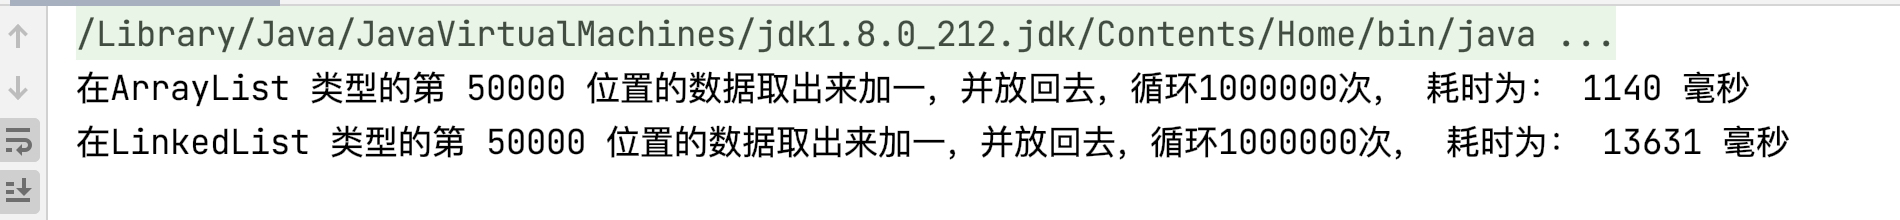 /Library/Java/JavaVirtualMachines/jdk1.8.0_212.jdk/Contents/Home/bin/java ...
在ArrayList 类型的第 50000 位置的数据取出来加一，并放回去，循环1000000次， 耗时为： 1140 毫秒
在LinkedList 类型的第 50000 位置的数据取出来加一，并放回去，循环1000000次， 耗时为： 13631 毫秒